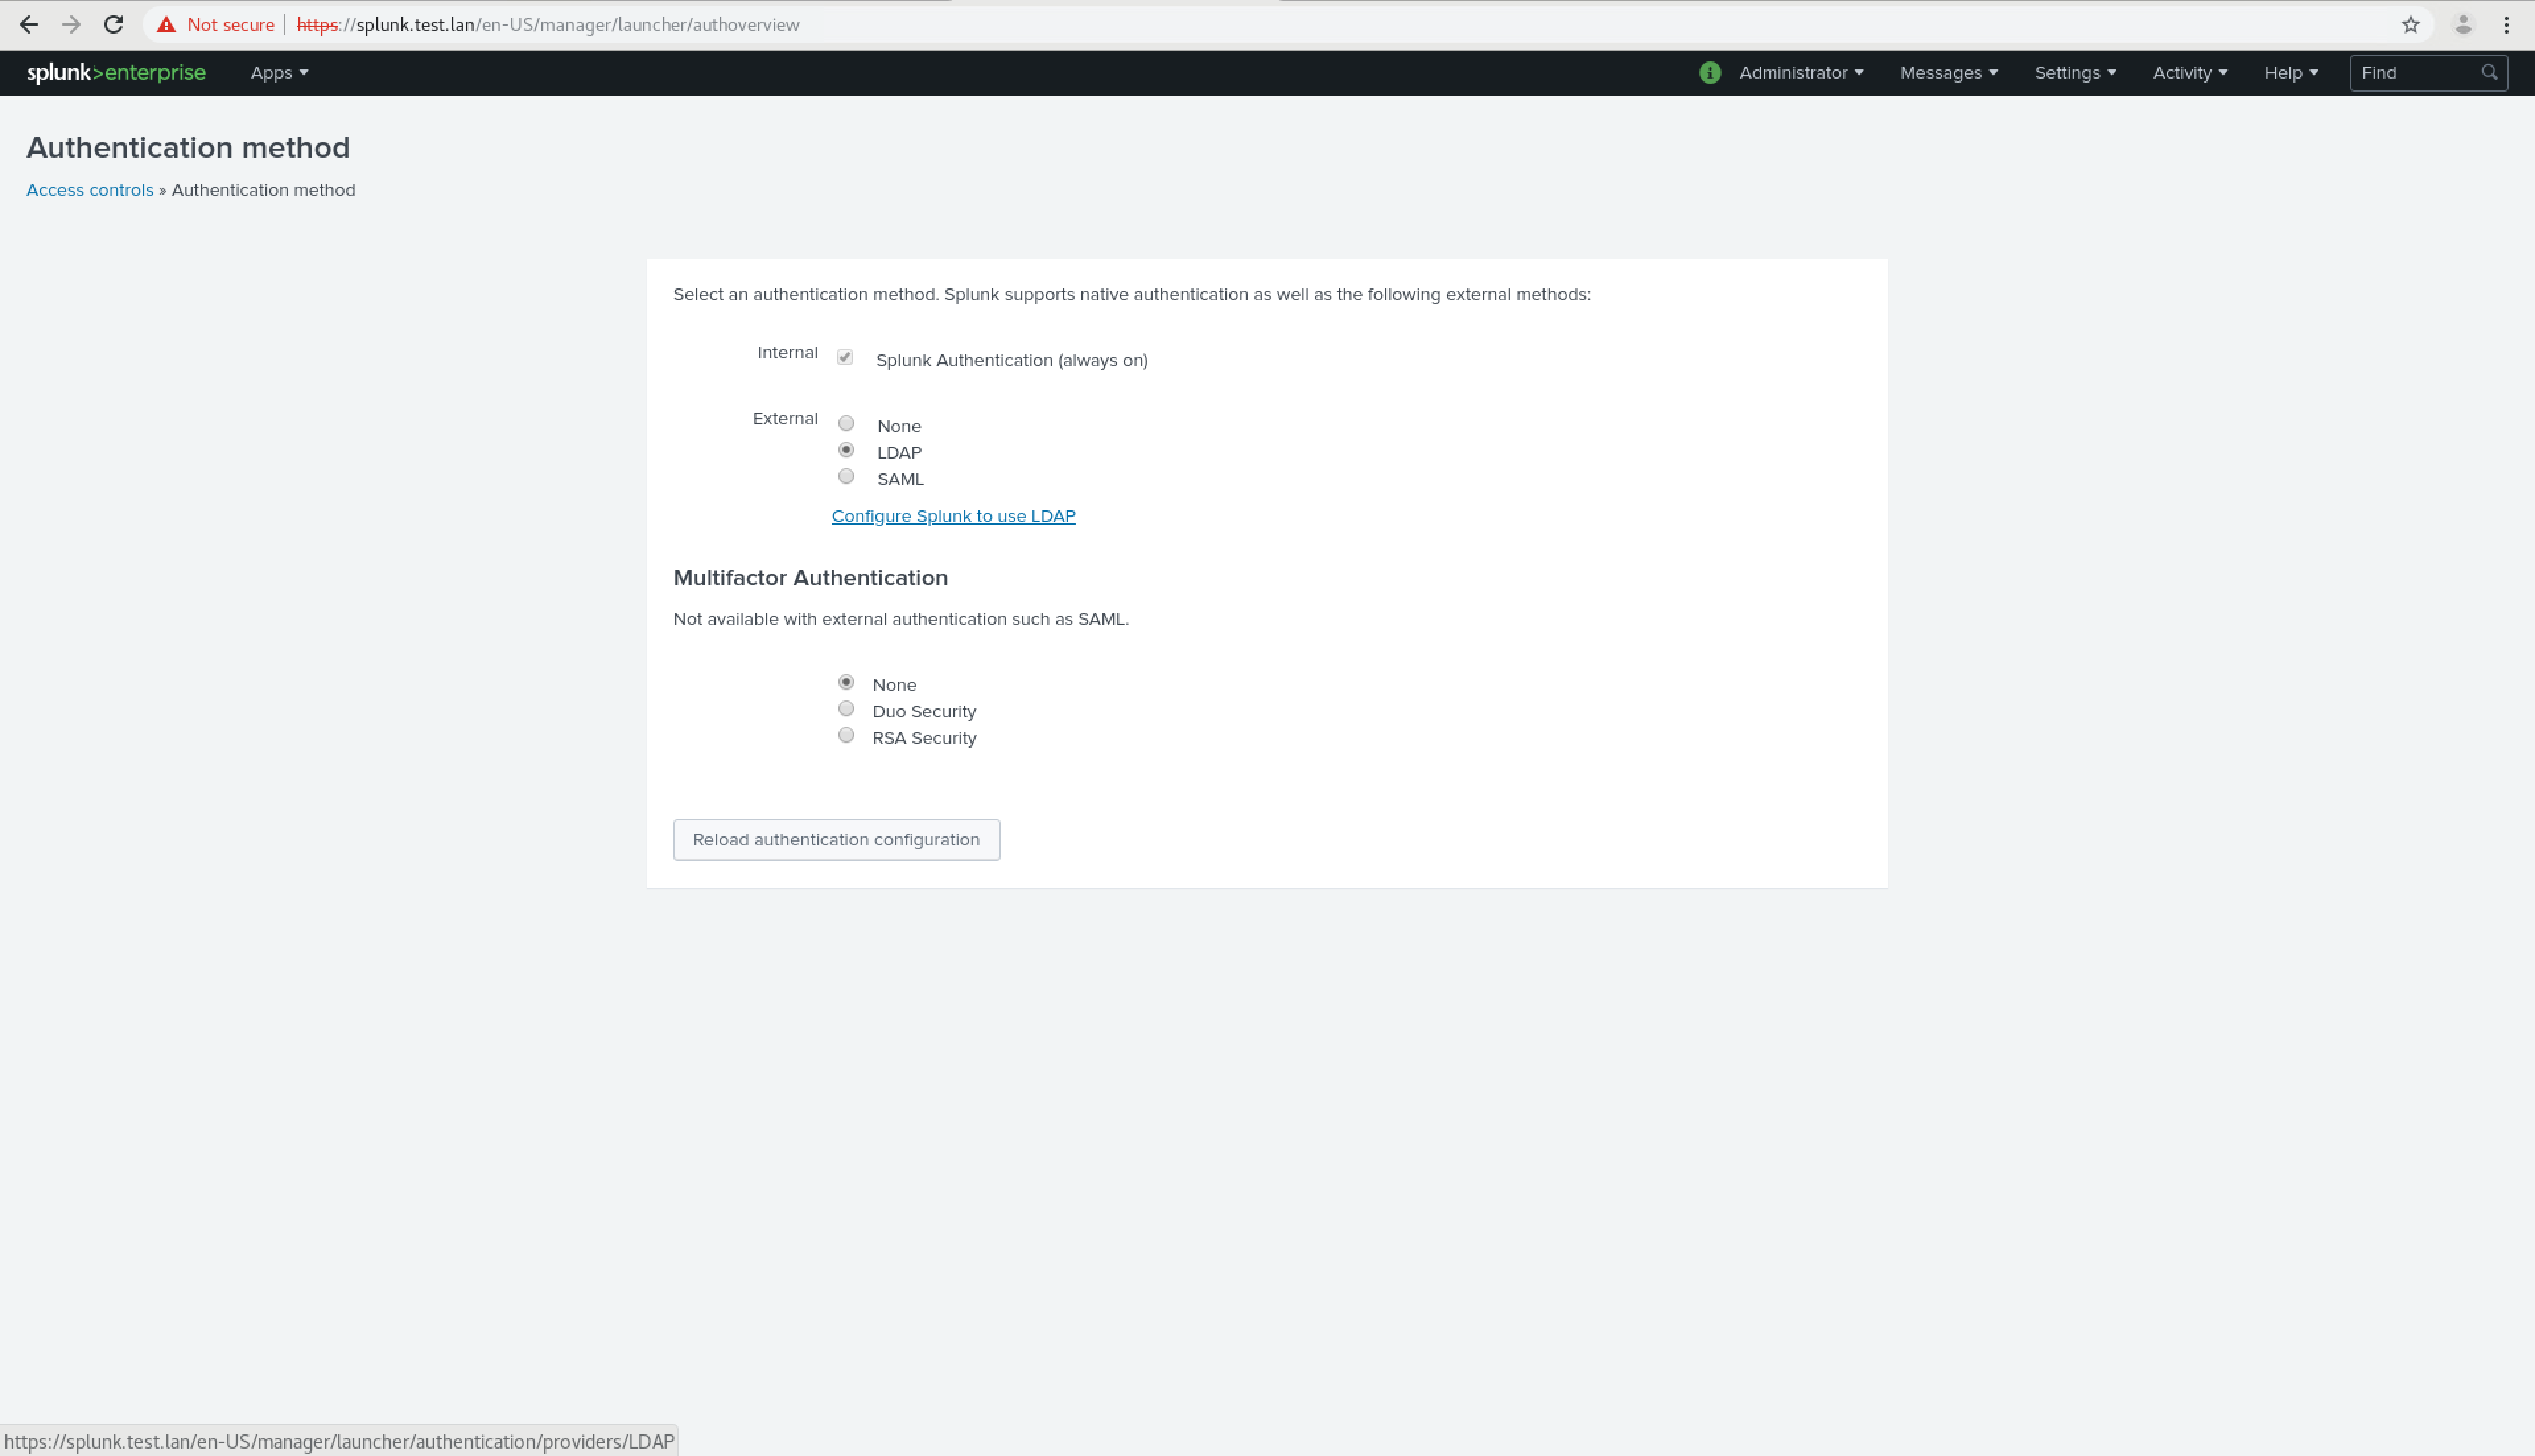 Not secure | https://splunk.test.lan/en-US/manager/launcher/authoverview
splunk>enterprise Apps Administrator Messages Settings Activity Help Find
Authentication method
Access controls » Authentication method
Select an authentication method. Splunk supports native authentication as well as the following external methods:
Internal Splunk Authentication (always on)
External None
LDAP
SAML
Configure Splunk to use LDAP
Multifactor Authentication
Not available with external authentication such as SAML.
None
Duo Security
RSA Security
Reload authentication configuration
https://splunk.test.lan/en-US/manager/launcher/authentication/providers/LDAP